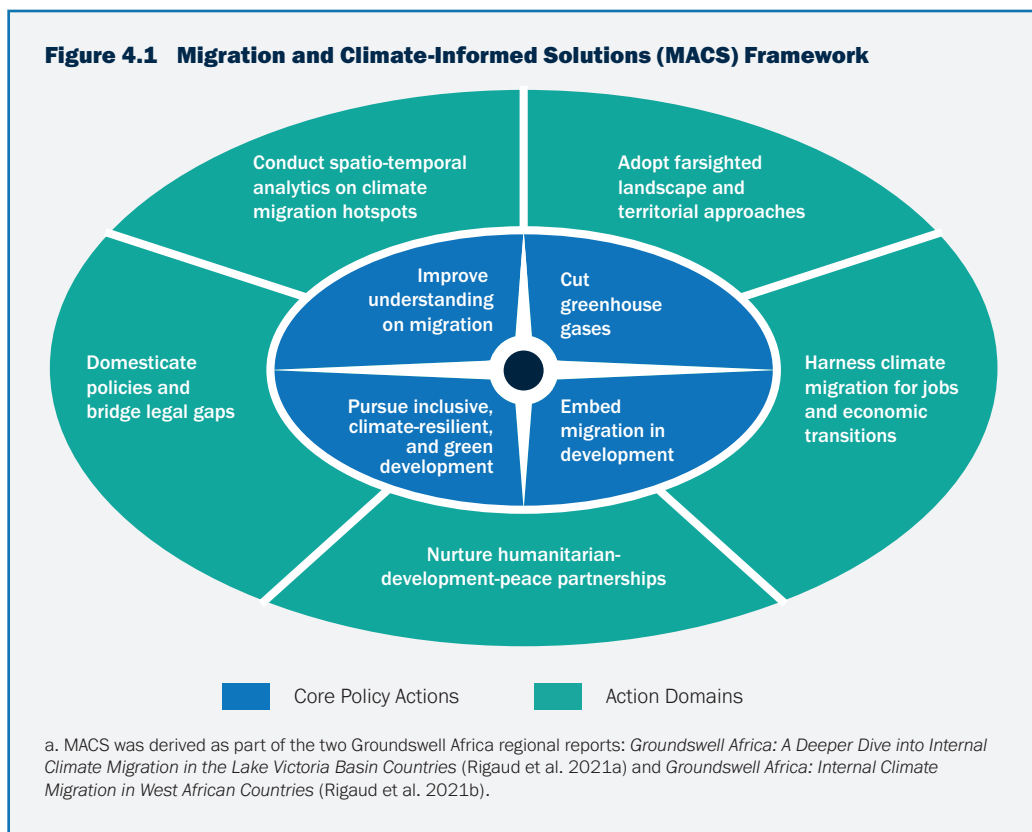 Figure 4.1 Migration and Climate-Informed Solutions (MACS) Framework
Conduct spatio-temporal
analytics on climate
migration hotspots
Adopt farsighted
landscape and
territorial approaches
Improve
understanding
on migration
Cut
greenhouse
gases
Domesticate
policies and
bridge legal gaps
Harness climate
migration for jobs
and economic
transitions
Pursue inclusive,
climate-resilient,
and green
development
Embed
migration in
development
Nurture humanitarian-
development-peace partnerships
Core Policy Actions
Action Domains
a. MACS was derived as part of the two Groundswell Africa regional reports: Groundswell Africa: A Deeper Dive into Internal
Climate Migration in the Lake Victoria Basin Countries (Rigaud et al. 2021a) and Groundswell Africa: Internal Climate
Migration in West African Countries (Rigaud et al. 2021b).